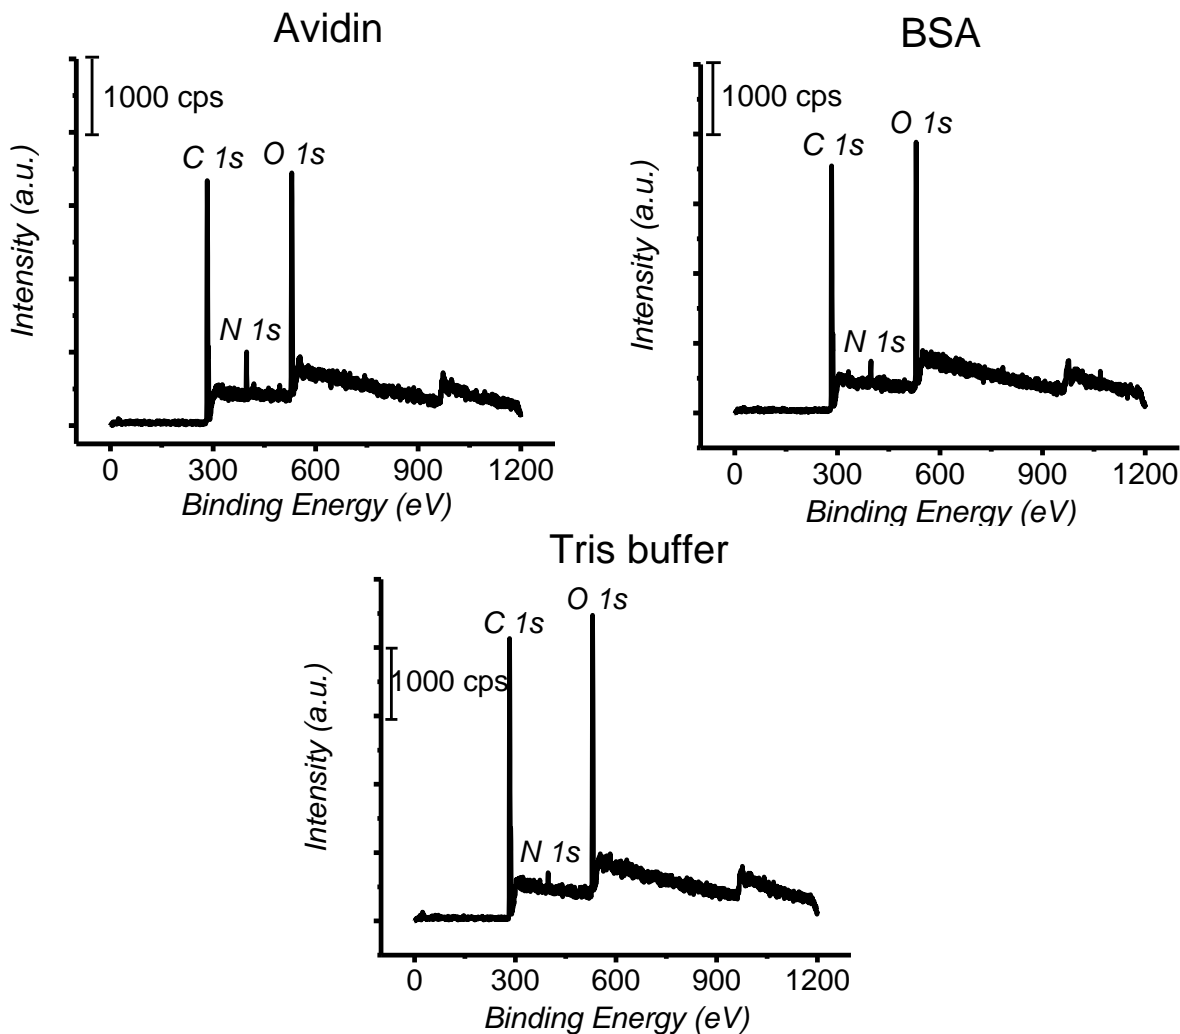 Avidin
1000 cps
C 1s
O 1s
N 1s
Intensity (a.u.)
0 300 600 900 1200
Binding Energy (eV)
BSA
1000 cps
O 1s
C 1s
N 1s
Intensity (a.u.)
0 300 600 900 1200
Binding Energy (eV)
Tris buffer
O 1s
C 1s
1000 cps
N 1s
Intensity (a.u.)
0 300 600 900 1200
Binding Energy (eV)